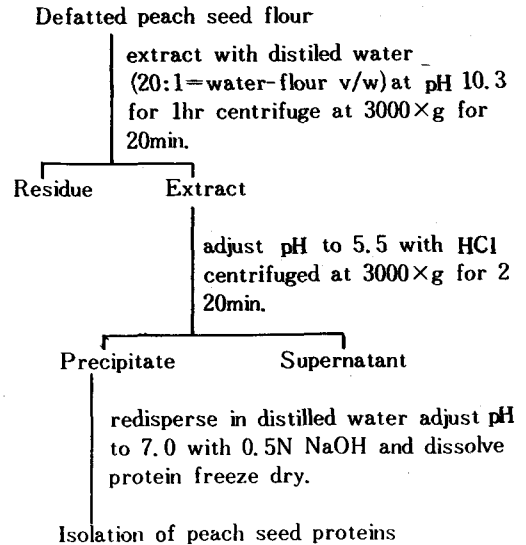 Defatted peach seed flour
extract with distiled water
(20:1=water-flour v/w) at pH 10.3
for 1hr centrifuge at 3000×g for
20min.
Residue Extract
adjust pH to 5.5 with HCl
centrifuged at 3000×g for 2
20min.
Precipitate Supernatant
redisperse in distilled water adjust pH
to 7.0 with 0.5N NaOH and dissolve
protein freeze dry.
Isolation of peach seed proteins